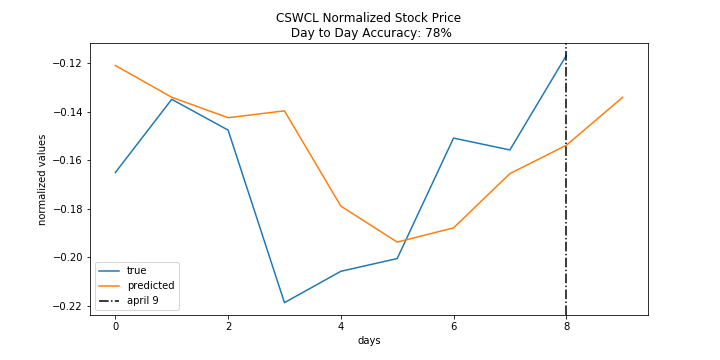 CSWCL Normalized Stock Price
Day to Day Accuracy: 78%
normalized values
−0.12
−0.14
−0.16
−0.18
−0.20
−0.22
true
predicted
april 9
0 2 4 6 8
days